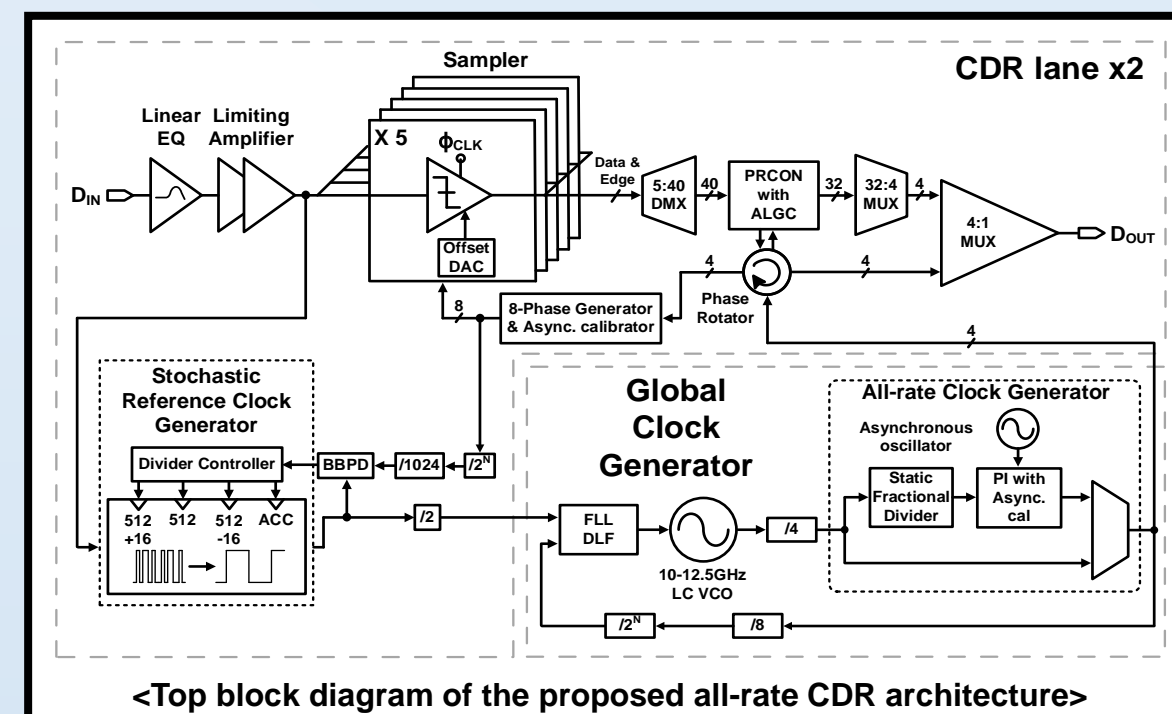 Sampler
CDR lane x2
Linear
EQ
Limiting
Amplifier
X 5
ΦCLK
Data &
Edge
DIN
5:40
DMX
40
PRCON
with
ALGC
32
32:4
MUX
4
4:1
MUX
DOUT
Offset
DAC
4
4
Phase
Rotator
8
8-Phase Generator
& Async. calibrator
4
Stochastic
Reference Clock
Generator
Global
Clock
Generator
All-rate Clock Generator
Asynchronous
oscillator
Divider Controller
BBPD
/1024
/2N
Static
Fractional
Divider
PI with
Async.
cal
512
+16
512
512
-16
ACC
/2
FLL
DLF
/4
10-12.5GHz
LC VCO
/2N
/8
<Top block diagram of the proposed all-rate CDR architecture>